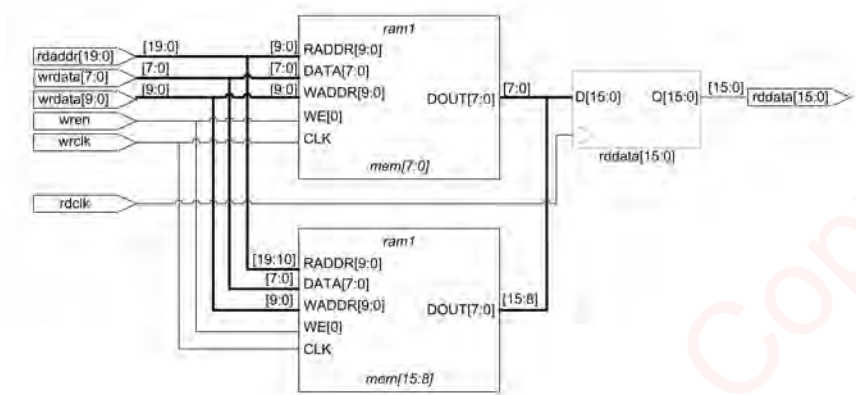 ram1
[19:0]
[9:0]
rdaddr[19:0]
RADDR[9:0]
[7:0]
[7:0]
wrdata[7:0]
DATA[7:0]
[9:0]
[9:0]
wrdata[9:0]
WADDR[9:0]
DOUT[7:0]
[7:0]
D[15:0]
Q[15:0]
[15:0]
rddata[15:0]
wren
WE[0]
wrclk
CLK
mem[7:0]
rddata[15:0]
rdclk
ram1
[19:10]
RADDR[9:0]
[7:0]
DATA[7:0]
[9:0]
WADDR[9:0]
DOUT[7:0]
[15:8]
WE[0]
CLK
mem[15:8]
Cop